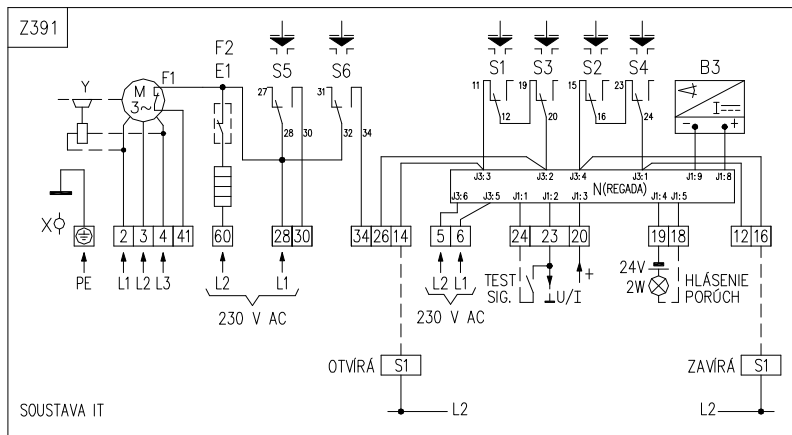 Z391
F2
E1
S5
S6
S1
S3
S2
S4
B3
Y
M
3~
F1
27
28
30
31
32
34
11
12
19
20
15
16
23
24
I
- +
J3:3
J3:2
J3:4
J3:1
J1:9
J1:8
N(REGADA)
J3:6
J3:5
J1:1
J1:2
J1:3
J1:4
J1:5
X
2
3
4
41
60
28
30
34
26
14
5
6
24
23
20
19
18
12
16
PE
L1
L2
L3
L2
L1
230 V AC
L2
L1
230 V AC
TEST
SIG.
U/I
+
24V
2W
HLÁSENIE
PORÚCH
OTVÍRÁ
S1
ZAVÍRÁ
S1
SOUSTAVA IT
L2
L2